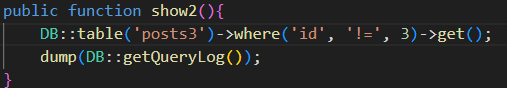 public function show2(){
    DB::table('posts3')->where('id', '!=', 3)->get();
    dump(DB::getQueryLog());
}